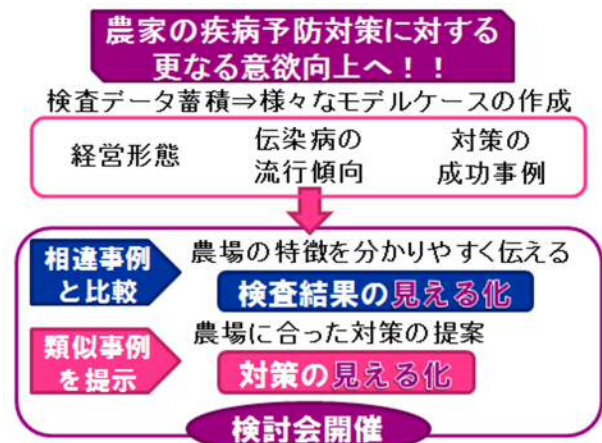 農家の疾病予防対策に対する
更なる意欲向上へ！！
検査データ蓄積⇒様々なモデルケースの作成
経営形態
伝染病の
流行傾向
対策の
成功事例
相違事例
と比較
農場の特徴を分かりやすく伝える
検査結果の見える化
類似事例
を提示
農場に合った対策の提案
対策の見える化
検討会開催